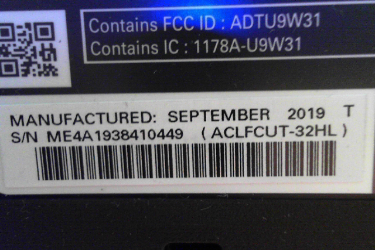 Contains FCC ID : ADTU9W31
Contains IC : 1178A-U9W31
MANUFACTURED: SEPTEMBER 2019 T
S/N ME4A1938410449 (ACLFCUT-32HL)